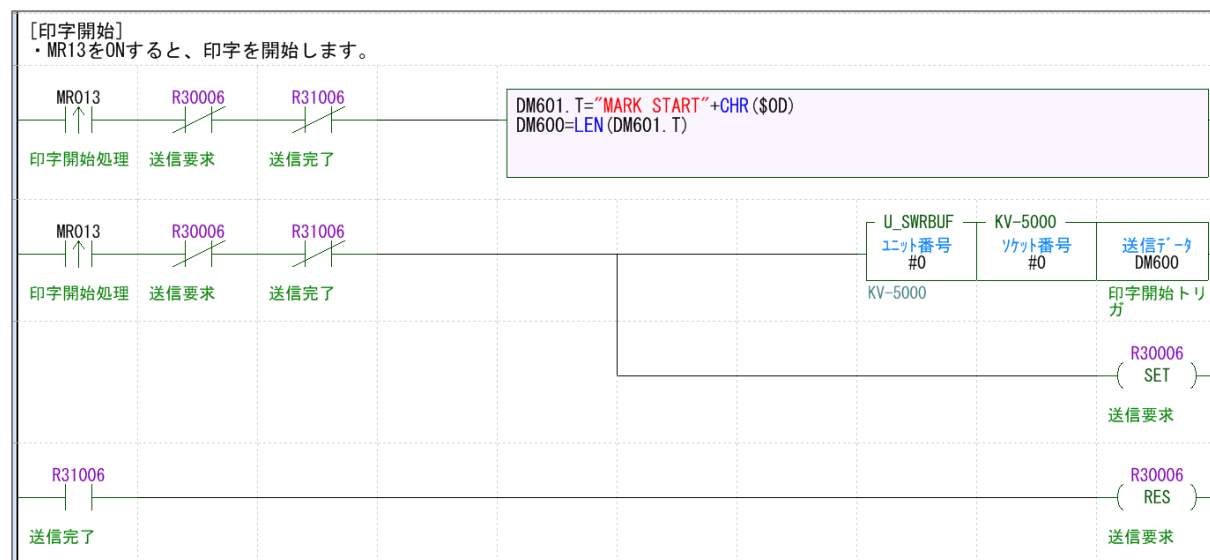 [印字開始]
・MR13をONすると、印字を開始します。
MR013 R30006 R31006
DM601.T="MARK START"+CHR($0D)
DM600=LEN(DM601.T)
印字開始処理 送信要求 送信完了
MR013 R30006 R31006
U_SWRBUF KV-5000
ﾕﾆｯﾄ番号 ｿｹｯﾄ番号 送信ﾃﾞｰﾀ
#0 #0 DM600
印字開始処理 送信要求 送信完了
KV-5000 印字開始トリ
ガ
R30006
SET
送信要求
R31006 R30006
RES
送信完了 送信要求